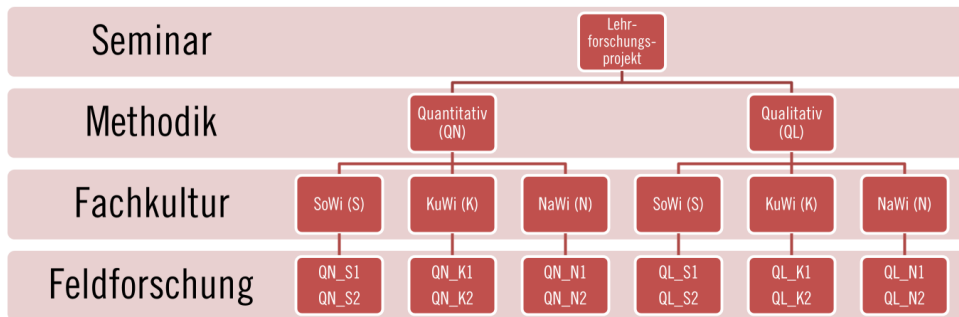 Seminar
Lehr-
forschungs-
projekt
Methodik
Quantitativ
(QN)
Qualitativ
(QL)
Fachkultur
SoWi (S)
KuWi (K)
NaWi (N)
SoWi (S)
KuWi (K)
NaWi (N)
Feldforschung
QN_S1
QN_S2
QN_K1
QN_K2
QN_N1
QN_N2
QL_S1
QL_S2
QL_K1
QL_K2
QL_N1
QL_N2